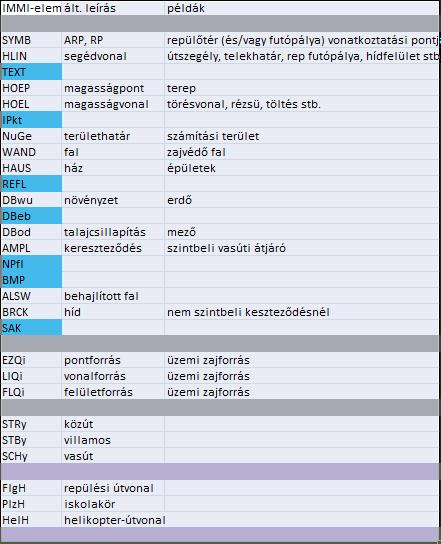 IMMI-elem ált. leírás példák
SYMB ARP, RP repülőtér (és/vagy futópálya) vonatkoztatási pontj
HLIN segédvonal útszegély, telekhatár, rep futópálya, hídfelület stb
TEXT
HOEP magasságpont terep
HOEL magasságvonal törésvonal, rézsü, töltés stb.
IPkt
NuGe területhatár számítási terület
WAND fal zajvédő fal
HAUS ház épületek
REFL
DBwu növényzet erdő
DBeb
DBod talajcsillapítás mező
AMPL kereszteződés szintbeli vasúti átjáró
NPfl
BMP
ALSW behajlított fal
BRCK híd nem szintbeli keszteződésnél
SAK
EZQi pontforrás üzemi zajforrás
LIQi vonalforrás üzemi zajforrás
FLQi felületforrás üzemi zajforrás
STRy közút
STBy villamos
SCHy vasút
FlgH repülési útvonal
PlzH iskolakör
HelH helikopter-útvonal